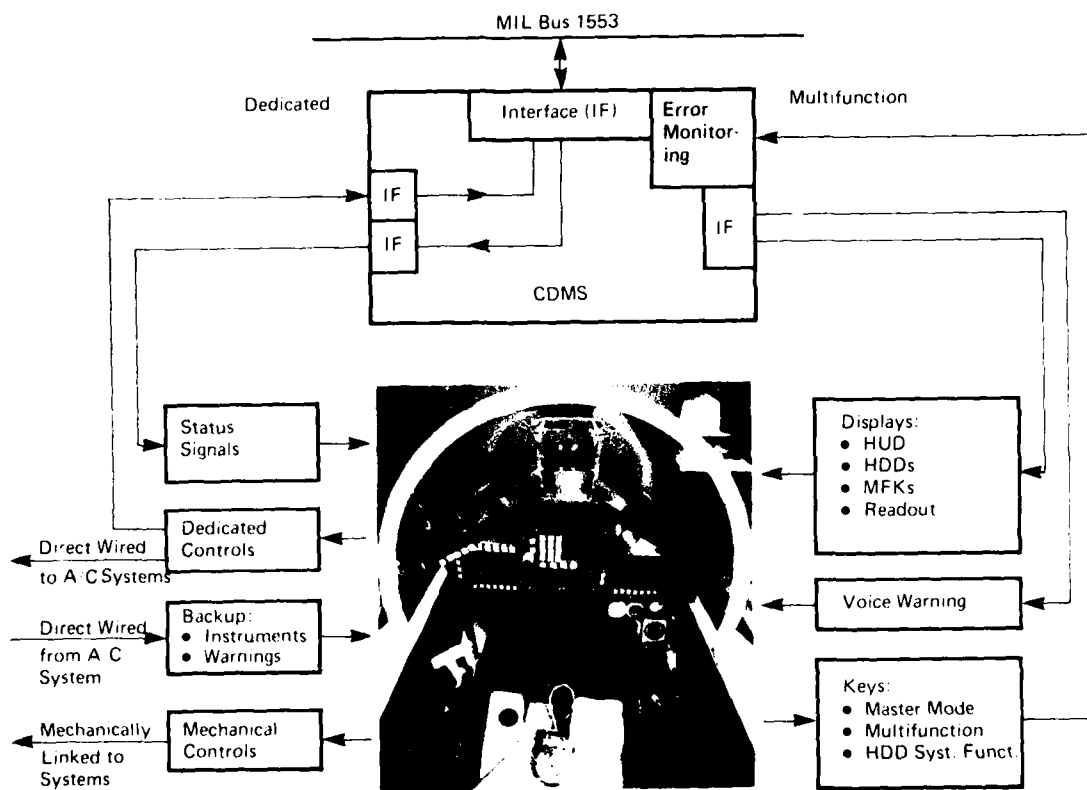 MIL Bus 1553
Dedicated
Interface (IF)
Error
Monitor-
ing
Multifunction
IF
IF
IF
CDMS
Status
Signals
Dedicated
Controls
Direct Wired
to A/C Systems
Backup:
● Instruments
● Warnings
Direct Wired
from A C
System
Mechanical
Controls
Mechanically
Linked to
Systems
Displays:
● HUD
● HDDs
● MFKs
● Readout
Voice Warning
Keys:
● Master Mode
● Multifunction
● HDD Syst. Funct.